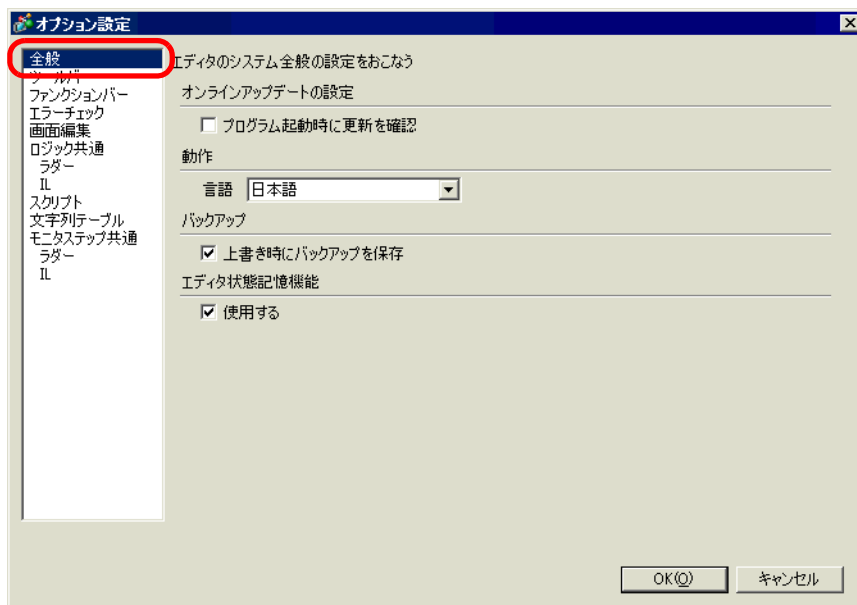 オプション設定
全般
ツールバー
ファンクションバー
エラーチェック
画面編集
ロジック共通
ラダー
IL
スクリプト
文字列テーブル
モニタステップ共通
ラダー
IL
エディタのシステム全般の設定をおこなう
オンラインアップデートの設定
プログラム起動時に更新を確認
動作
言語 日本語
バックアップ
上書き時にバックアップを保存
エディタ状態記憶機能
使用する
OK(O) キャンセル